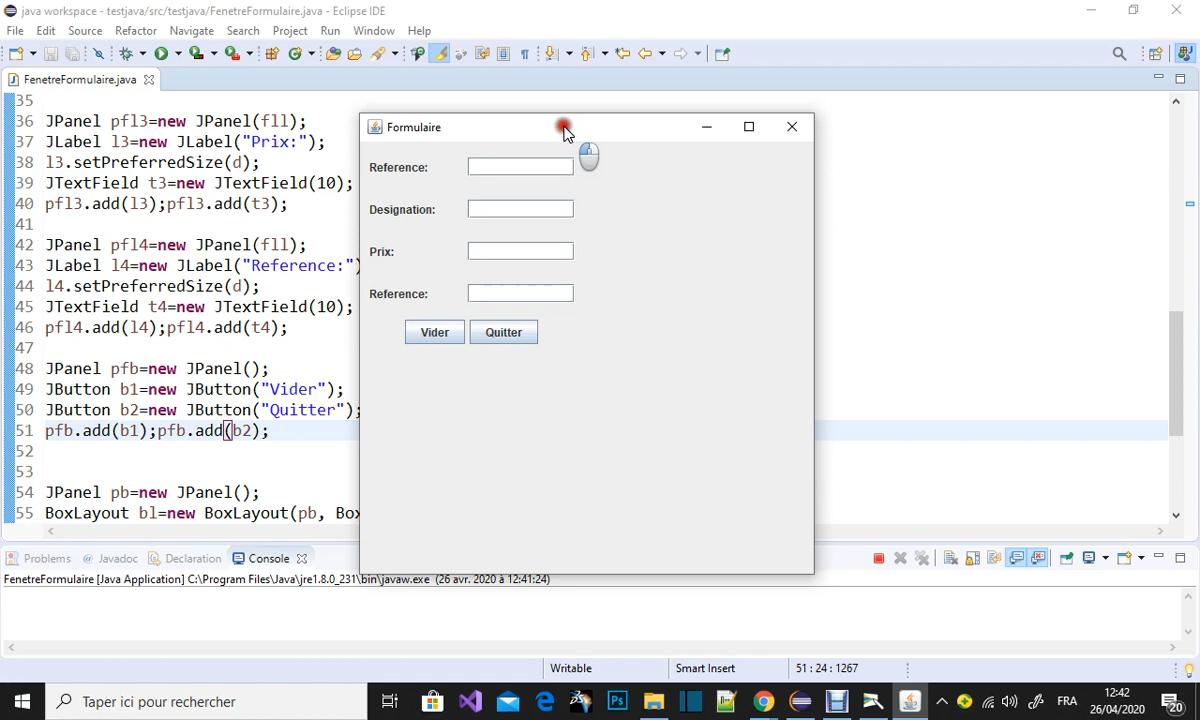 java workspace - testjava/src/testjava/FenetreFormulaire.java - Eclipse IDE
File Edit Source Refactor Navigate Search Project Run Window Help
FenetreFormulaire.java
35
36 JPanel pfl3=new JPanel(fll);
37 JLabel l3=new JLabel("Prix:");
38 l3.setPreferredSize(d);
39 JTextField t3=new JTextField(10);
40 pfl3.add(l3);pfl3.add(t3);
41
42 JPanel pfl4=new JPanel(fll);
43 JLabel l4=new JLabel("Reference:")
44 l4.setPreferredSize(d);
45 JTextField t4=new JTextField(10);
46 pfl4.add(l4);pfl4.add(t4);
47
48 JPanel pfb=new JPanel();
49 JButton b1=new JButton("Vider");
50 JButton b2=new JButton("Quitter");
51 pfb.add(b1);pfb.add(b2);
52
53
54 JPanel pb=new JPanel();
55 BoxLayout bl=new BoxLayout(pb, Box
Formulaire
Reference:
Designation:
Prix:
Reference:
Vider Quitter
Problems Javadoc Declaration Console
FenetreFormulaire [Java Application] C:\Program Files\Java\jre1.8.0_231\bin\javaw.exe (26 avr. 2020 à 12:41:24)
Writable Smart Insert 51 : 24 : 1267
Taper ici pour rechercher
Ps
FRA
12:42
26/04/2020
20